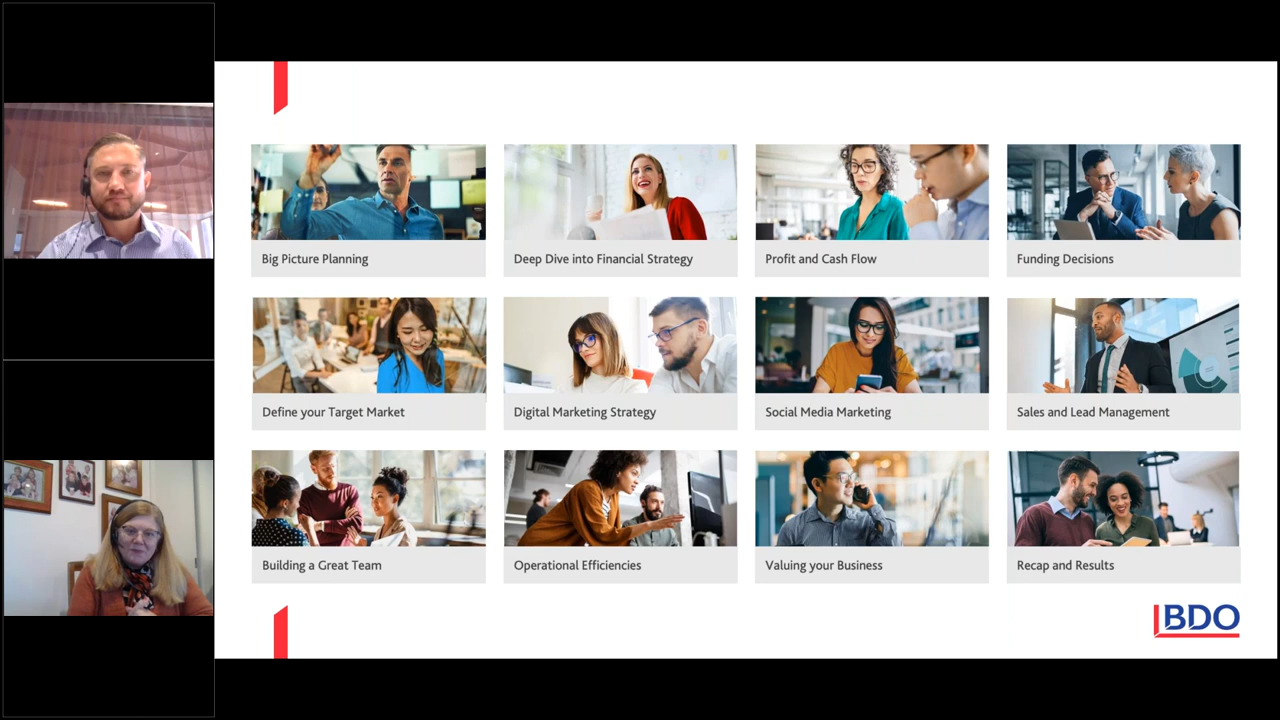 Big Picture Planning
Deep Dive into Financial Strategy
Profit and Cash Flow
Funding Decisions
Define your Target Market
Digital Marketing Strategy
Social Media Marketing
Sales and Lead Management
Building a Great Team
Operational Efficiencies
Valuing your Business
Recap and Results
BDO